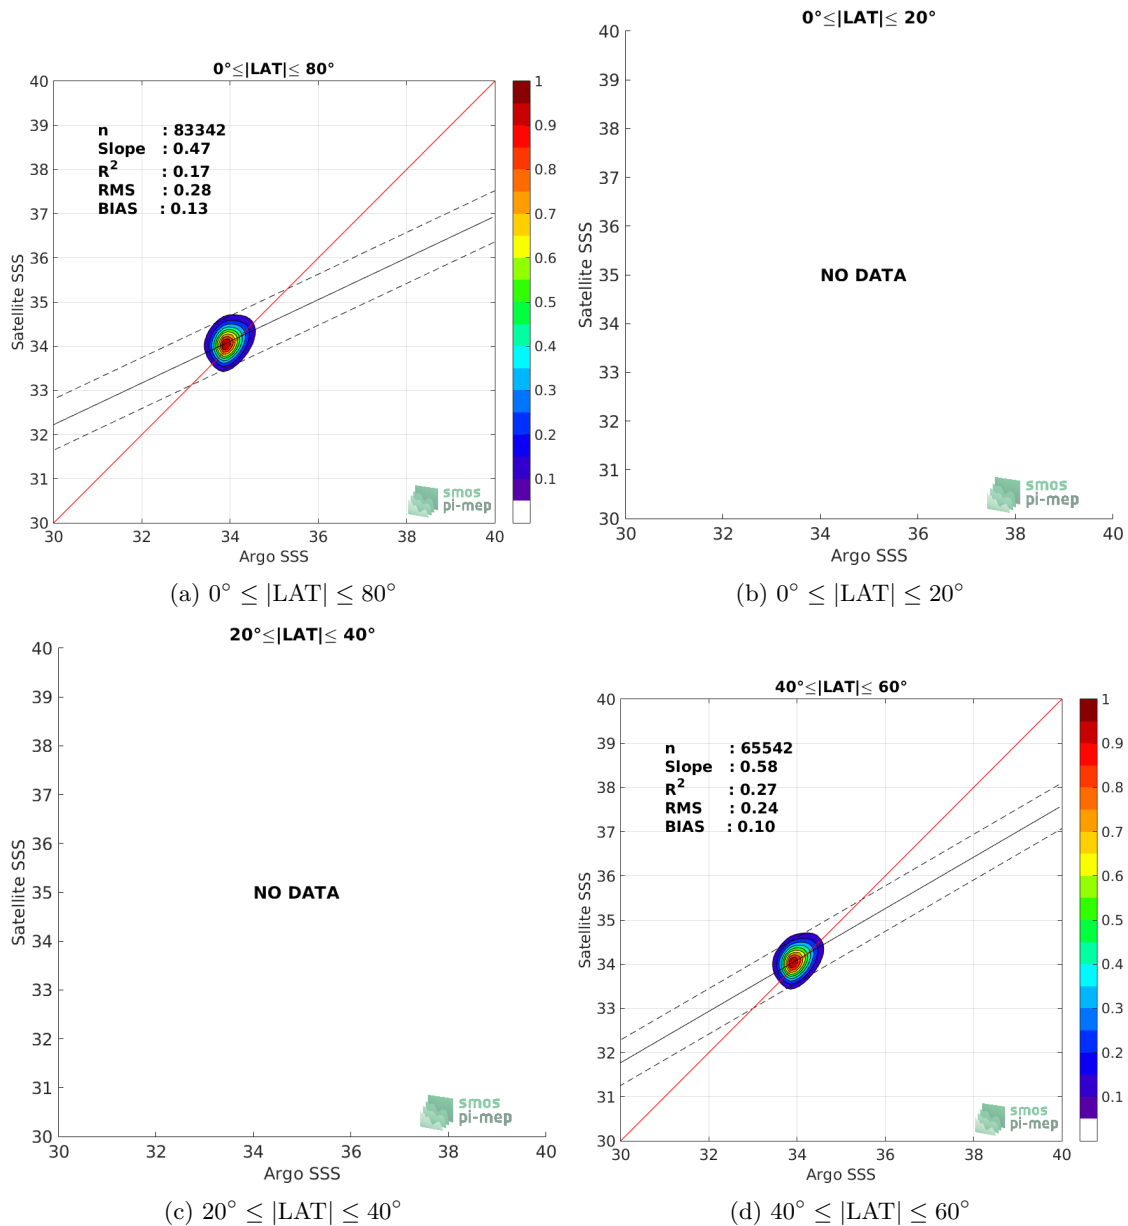 0°≤|LAT|≤ 80°
40
39
38
37
36
35
34
33
32
31
30
Satellite SSS
n : 83342
Slope : 0.47
R² : 0.17
RMS : 0.28
BIAS : 0.13
smos
pi-mep
30 32 34 36 38 40
Argo SSS
1
0.9
0.8
0.7
0.6
0.5
0.4
0.3
0.2
0.1
(a) 0° ≤ |LAT| ≤ 80°
0°≤|LAT|≤ 20°
40
39
38
37
36
35
34
33
32
31
30
Satellite SSS
NO DATA
smos
pi-mep
30 32 34 36 38 40
Argo SSS
(b) 0° ≤ |LAT| ≤ 20°
20°≤|LAT|≤ 40°
40
39
38
37
36
35
34
33
32
31
30
Satellite SSS
NO DATA
smos
pi-mep
30 32 34 36 38 40
Argo SSS
(c) 20° ≤ |LAT| ≤ 40°
40°≤|LAT|≤ 60°
40
39
38
37
36
35
34
33
32
31
30
Satellite SSS
n : 65542
Slope : 0.58
R² : 0.27
RMS : 0.24
BIAS : 0.10
smos
pi-mep
30 32 34 36 38 40
Argo SSS
1
0.9
0.8
0.7
0.6
0.5
0.4
0.3
0.2
0.1
(d) 40° ≤ |LAT| ≤ 60°